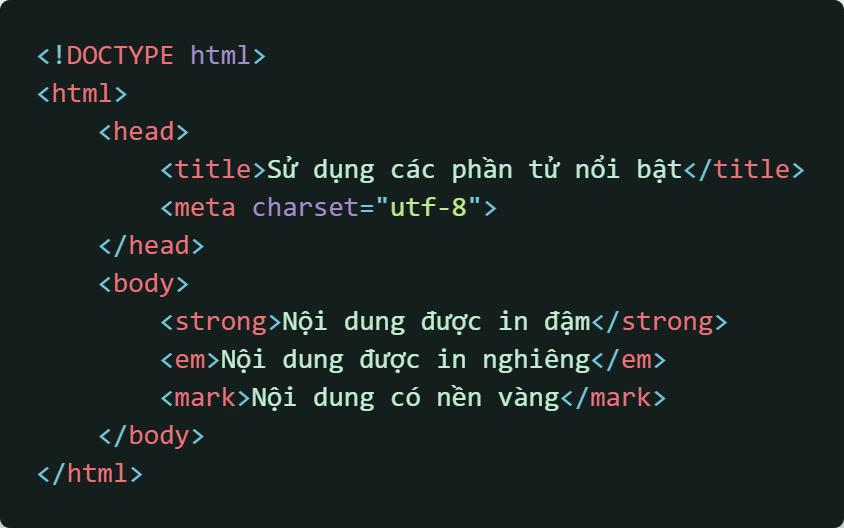 <!DOCTYPE html>
<html>
    <head>
        <title>Sử dụng các phần tử nổi bật</title>
        <meta charset="utf-8">
    </head>
    <body>
        <strong>Nội dung được in đậm</strong>
        <em>Nội dung được in nghiêng</em>
        <mark>Nội dung có nền vàng</mark>
    </body>
</html>